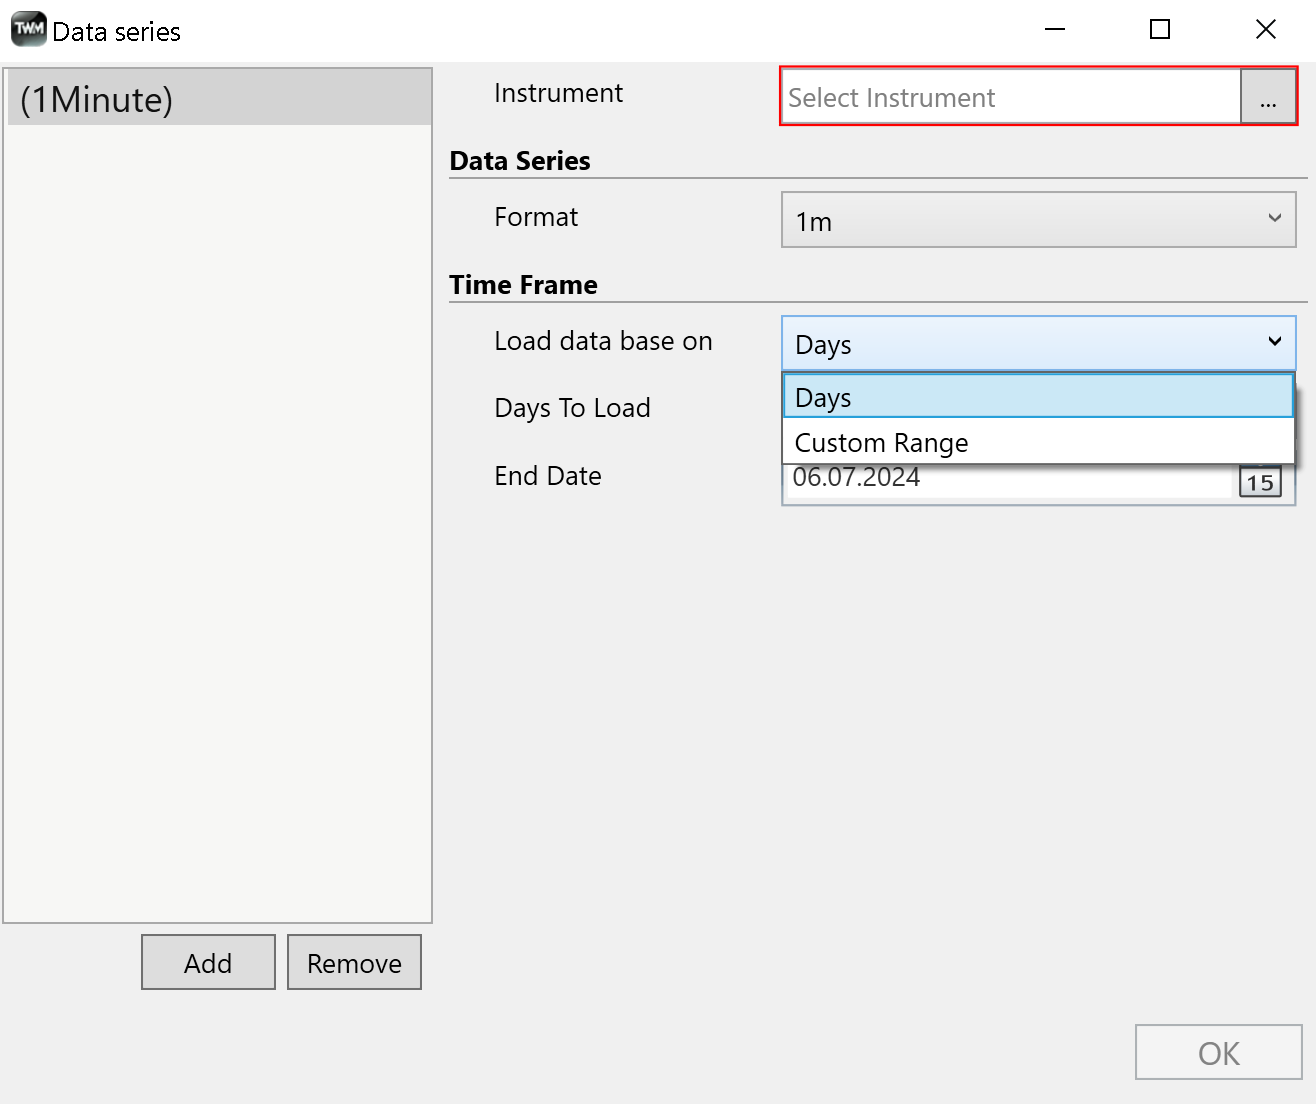 TWM Data series
(1Minute)
Instrument
Select Instrument ...
Data Series
Format
1m
Time Frame
Load data base on
Days
Days
Custom Range
Days To Load
End Date
06.07.2024
15
Add
Remove
OK